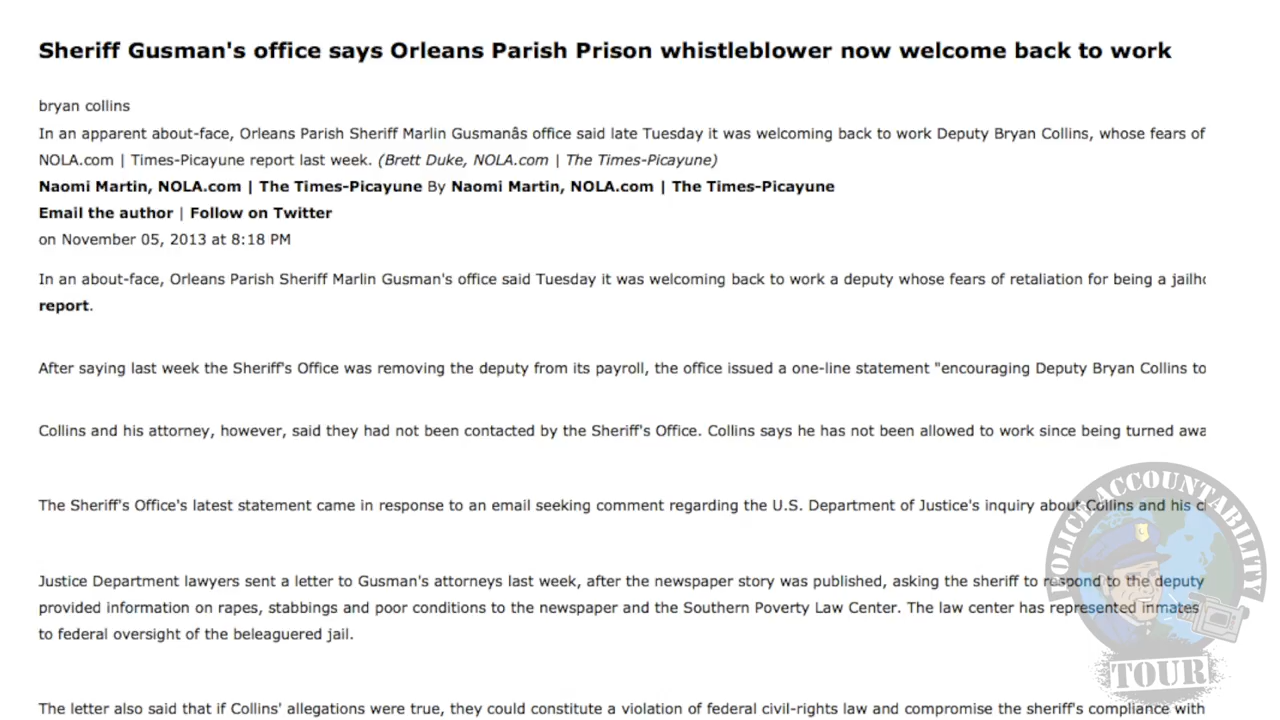 Sheriff Gusman's office says Orleans Parish Prison whistleblower now welcome back to work
bryan collins
In an apparent about-face, Orleans Parish Sheriff Marlin Gusmanâs office said late Tuesday it was welcoming back to work Deputy Bryan Collins, whose fears of
NOLA.com | Times-Picayune report last week. (Brett Duke, NOLA.com | The Times-Picayune)
Naomi Martin, NOLA.com | The Times-Picayune By Naomi Martin, NOLA.com | The Times-Picayune
Email the author | Follow on Twitter
on November 05, 2013 at 8:18 PM
In an about-face, Orleans Parish Sheriff Marlin Gusman's office said Tuesday it was welcoming back to work a deputy whose fears of retaliation for being a
report.
After saying last week the Sheriff's Office was removing the deputy from its payroll, the office issued a one-line statement "encouraging Deputy Bryan Collins to
Collins and his attorney, however, said they had not been contacted by the Sheriff's Office. Collins says he has not been allowed to work since being turned
The Sheriff's Office's latest statement came in response to an email seeking comment regarding the U.S. Department of Justice's inquiry about Collins and his
Justice Department lawyers sent a letter to Gusman's attorneys last week, after the newspaper story was published, asking the sheriff to respond to the deputy
provided information on rapes, stabbings and poor conditions to the newspaper and the Southern Poverty Law Center. The law center has represented inmates
to federal oversight of the beleaguered jail.
The letter also said that if Collins' allegations were true, they could constitute a violation of federal civil-rights law and compromise the sheriff's compliance with
POLICE ACCOUNTABILITY
TOUR